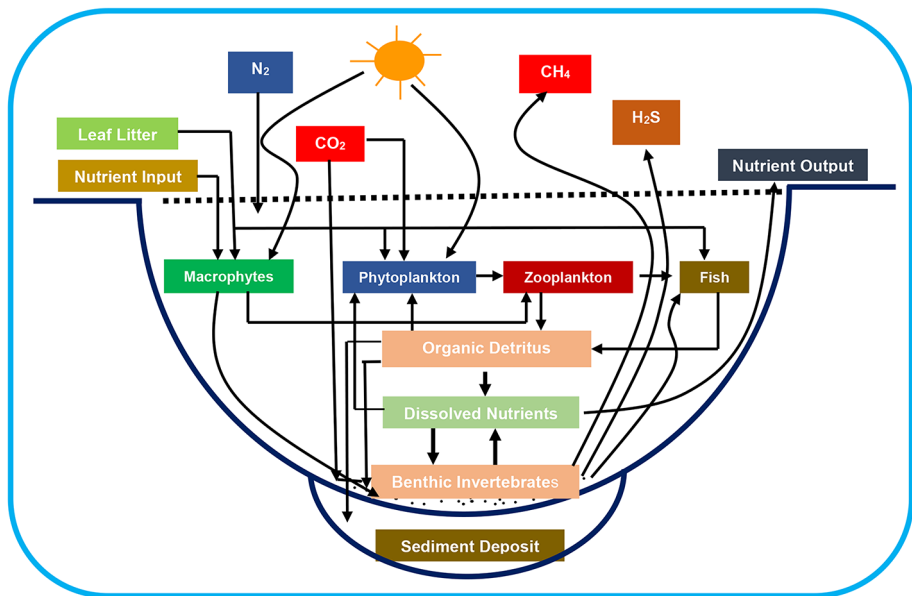 N₂
CH₄
H₂S
Leaf Litter
CO₂
Nutrient Output
Nutrient Input
Macrophytes
Phytoplankton
Zooplankton
Fish
Organic Detritus
Dissolved Nutrients
Benthic Invertebrates
Sediment Deposit